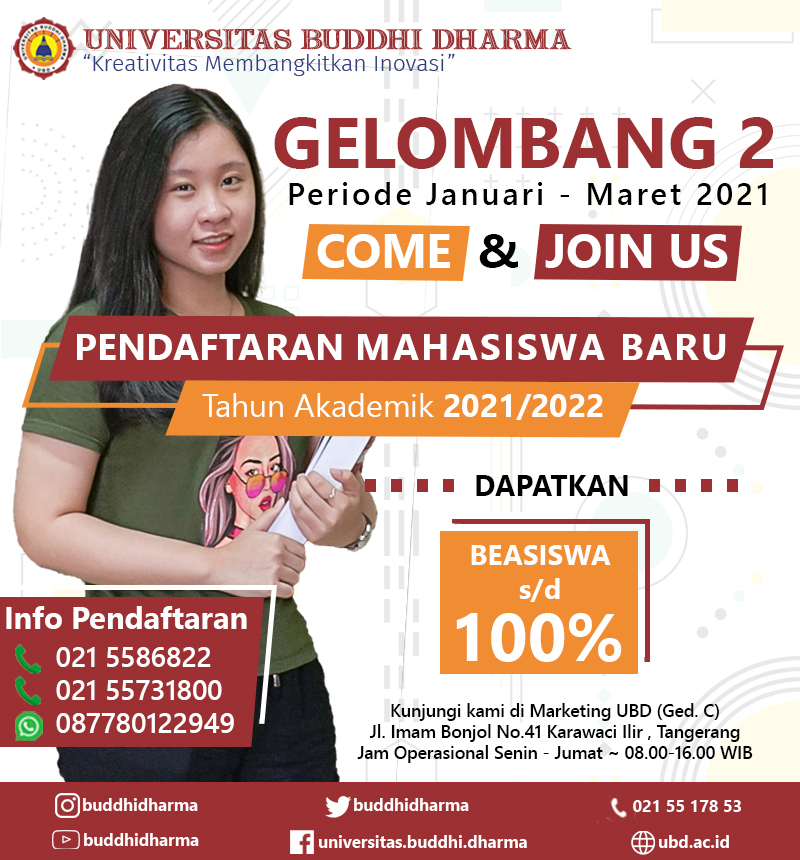 UNIVERSITAS BUDDHI DHARMA
UBD
"Kreativitas Membangkitkan Inovasi"
GELOMBANG 2
Periode Januari - Maret 2021
COME & JOIN US
PENDAFTARAN MAHASISWA BARU
Tahun Akademik 2021/2022
DAPATKAN
BEASISWA
s/d
100%
Info Pendaftaran
021 5586822
021 55731800
087780122949
Kunjungi kami di Marketing UBD (Ged. C)
Jl. Imam Bonjol No.41 Karawaci Ilir , Tangerang
Jam Operasional Senin - Jumat ~ 08.00-16.00 WIB
buddhidharma
buddhidharma
021 55 178 53
buddhidharma
universitas.buddhi.dharma
ubd.ac.id